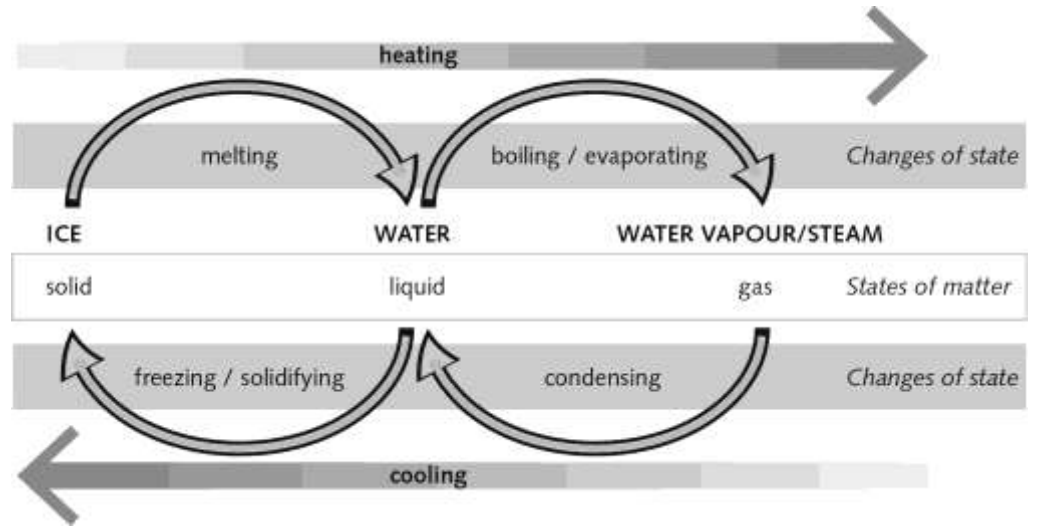 heating
melting boiling / evaporating Changes of state
ICE WATER WATER VAPOUR/STEAM
solid liquid gas States of matter
freezing / solidifying condensing Changes of state
cooling